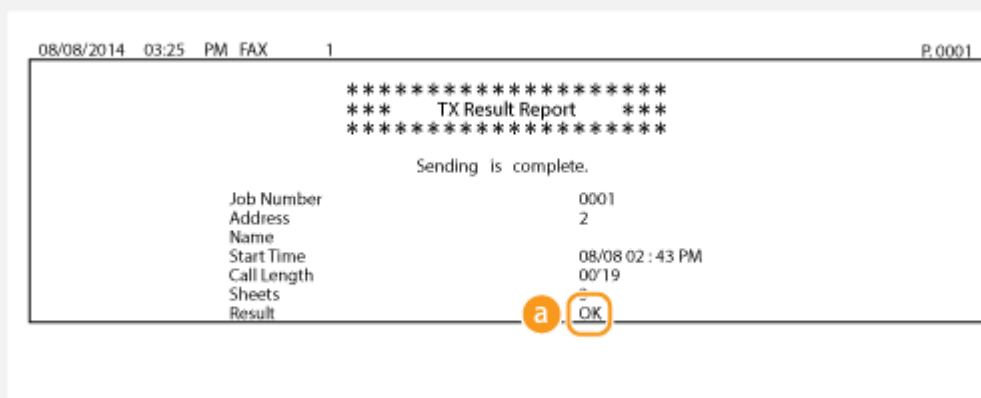 08/08/2014 03:25 PM FAX 1 P. 0001
********************
*** TX Result Report ***
********************
Sending is complete.
Job Number 0001
Address 2
Name
Start Time 08/08 02 : 43 PM
Call Length 00'19
Sheets
Result a OK